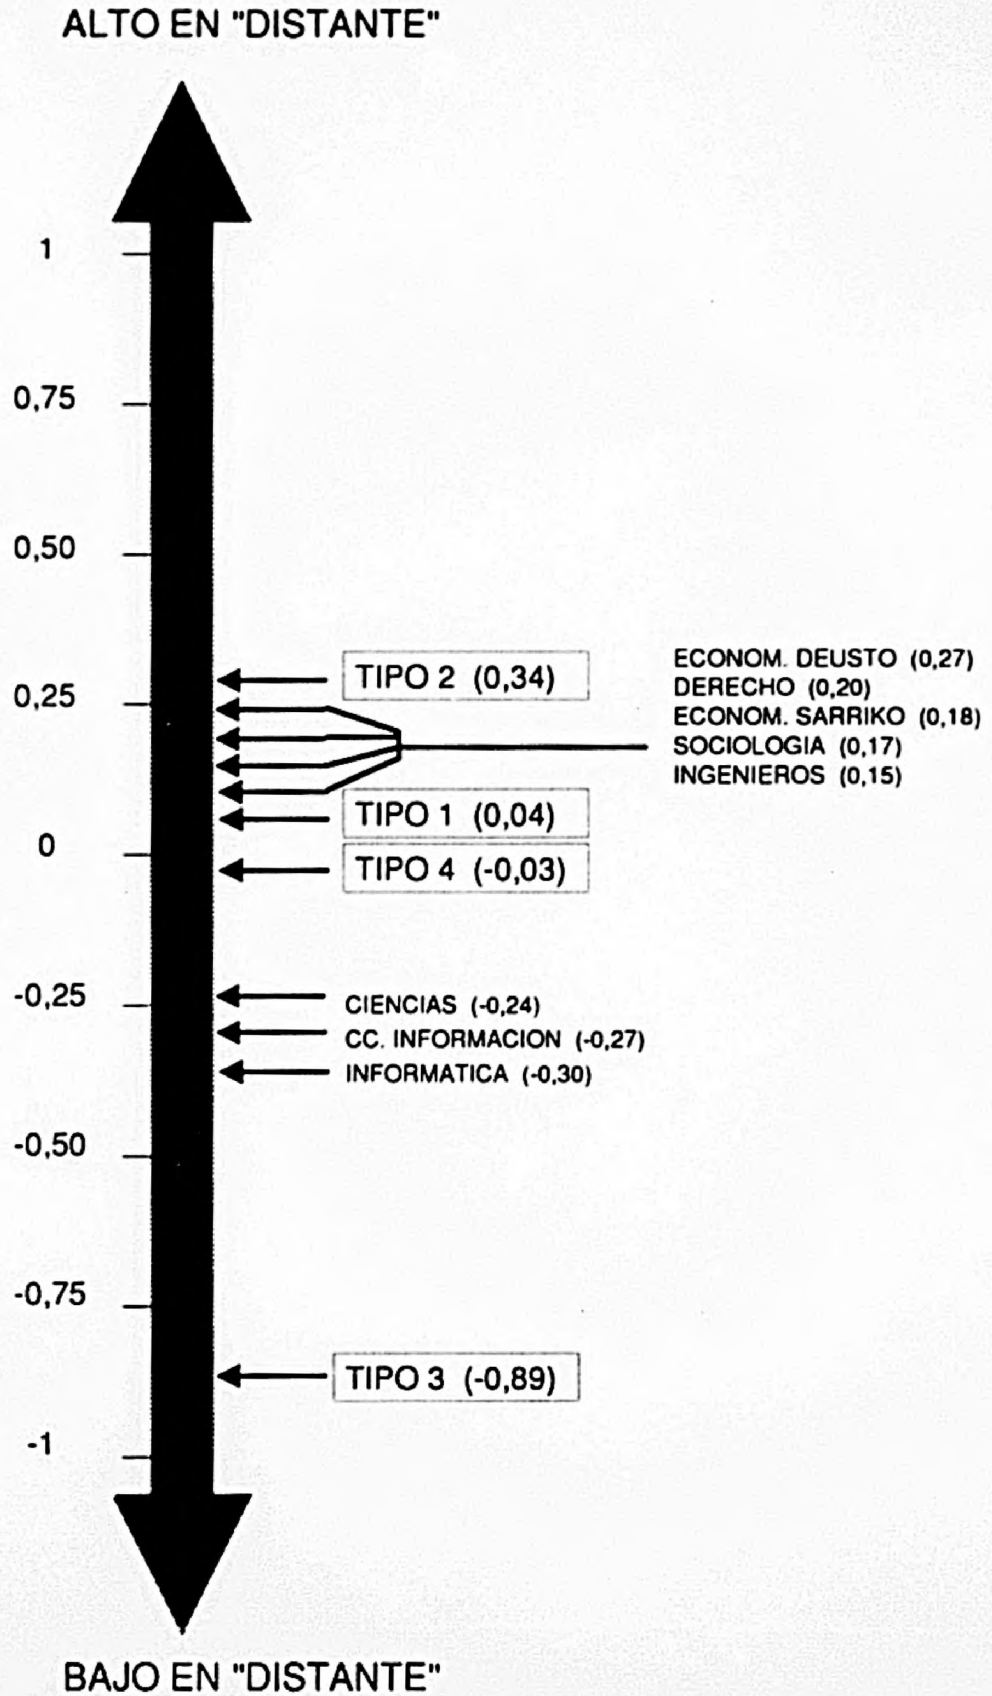 ALTO EN "DISTANTE"
1
0,75
0,50
TIPO 2 (0,34)
ECONOM. DEUSTO (0,27)
DERECHO (0,20)
ECONOM. SARRIKO (0,18)
SOCIOLOGIA (0,17)
INGENIEROS (0,15)
0,25
TIPO 1 (0,04)
0
TIPO 4 (-0,03)
-0,25
CIENCIAS (-0,24)
CC. INFORMACION (-0,27)
INFORMATICA (-0,30)
-0,50
-0,75
TIPO 3 (-0,89)
-1
BAJO EN "DISTANTE"